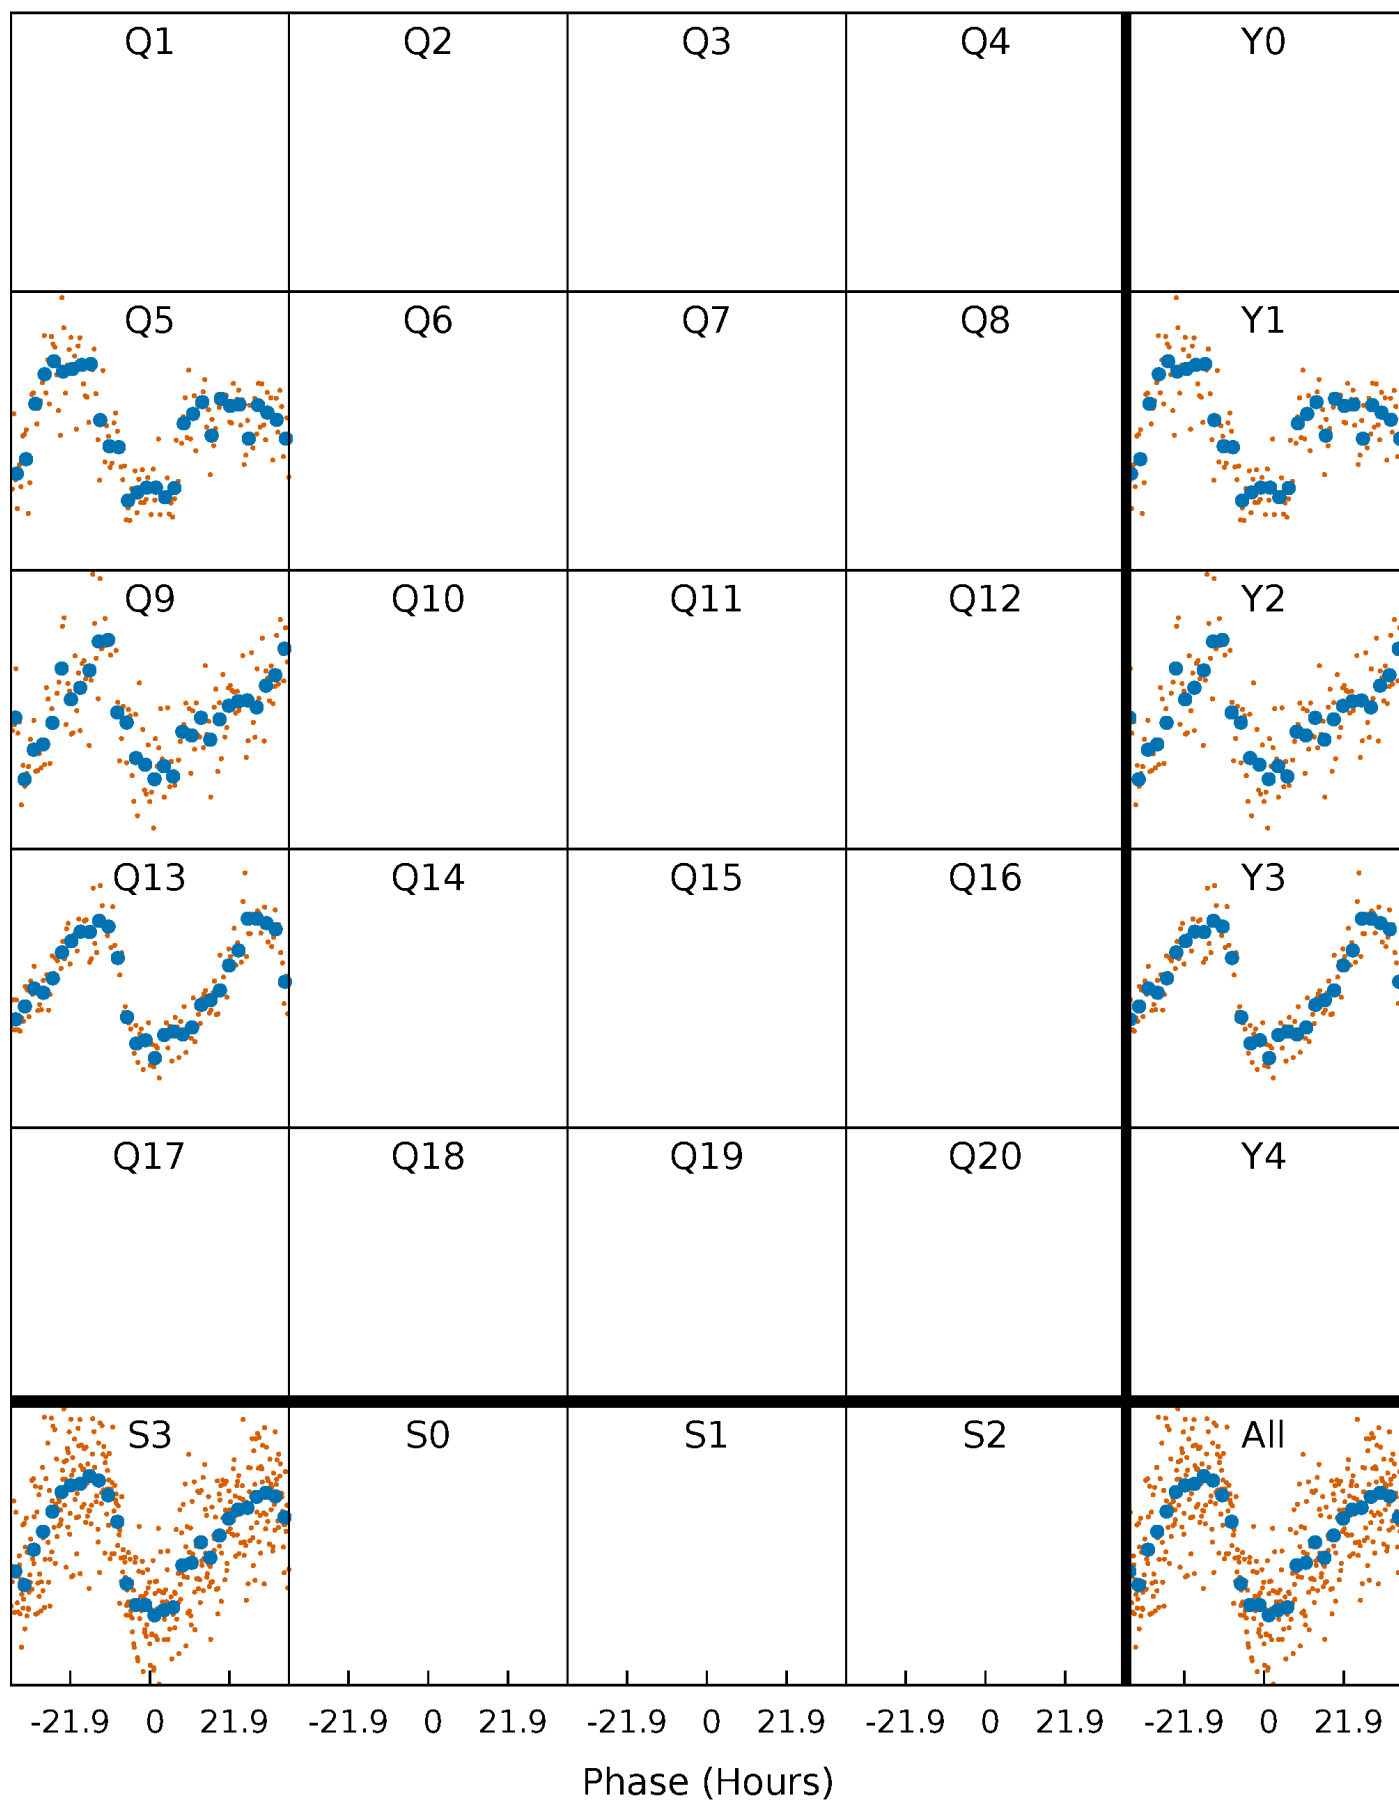 Q1 Q2 Q3 Q4 Y0
Q5 Q6 Q7 Q8 Y1
Q9 Q10 Q11 Q12 Y2
Q13 Q14 Q15 Q16 Y3
Q17 Q18 Q19 Q20 Y4
S3 S0 S1 S2 All
-21.9 0 21.9 -21.9 0 21.9 -21.9 0 21.9 -21.9 0 21.9 -21.9 0 21.9
Phase (Hours)